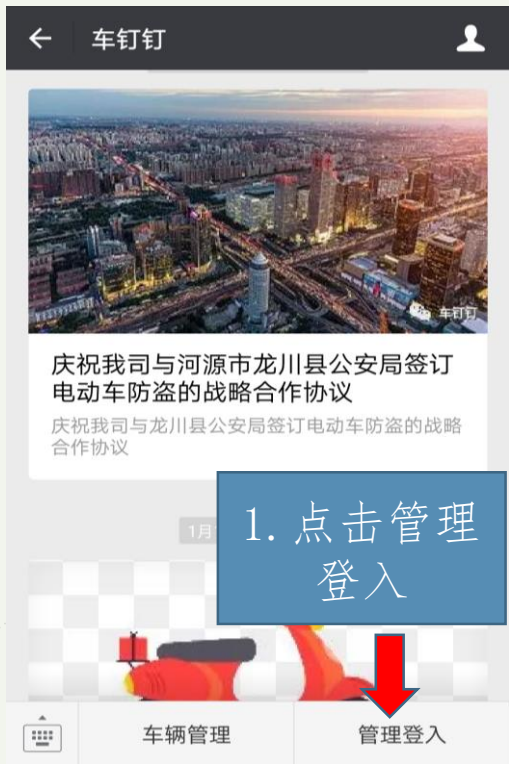 车钉钉
车钉钉
庆祝我司与河源市龙川县公安局签订
电动车防盗的战略合作协议
庆祝我司与龙川县公安局签订电动车防盗的战略
合作协议
1月
1. 点击管理
登入
车辆管理
管理登入